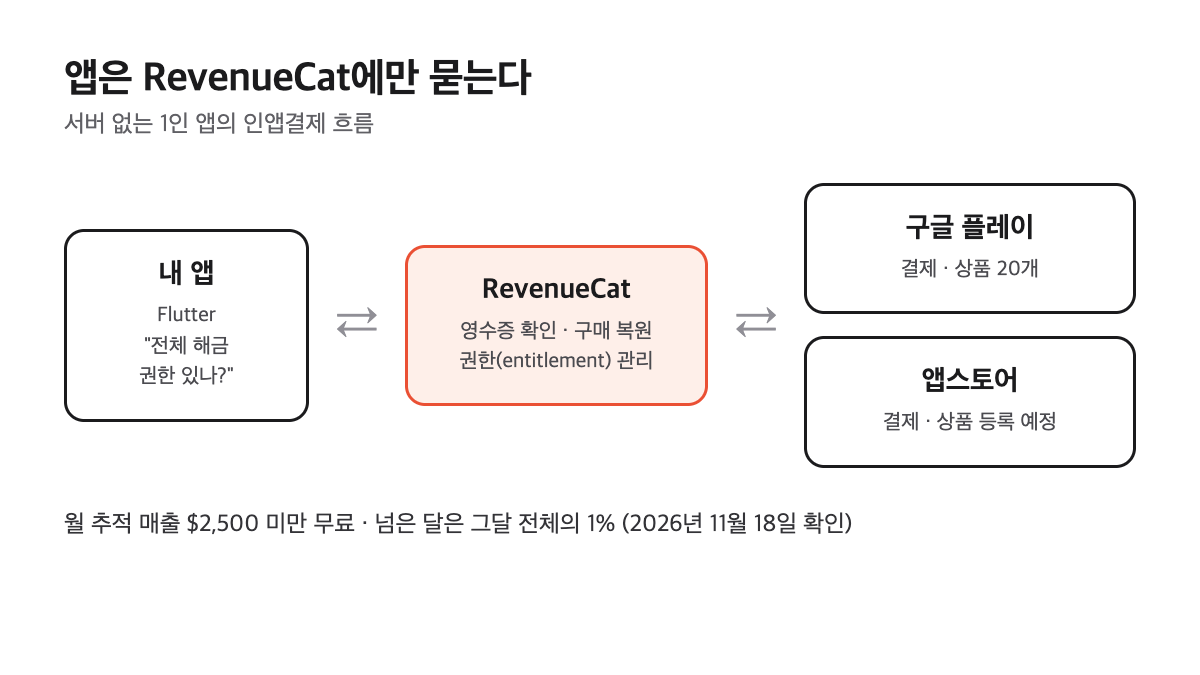 앱은 RevenueCat에만 묻는다
서버 없는 1인 앱의 인앱결제 흐름
내 앱
Flutter
"전체 해금
권한 있나?"
RevenueCat
영수증 확인 · 구매 복원
권한(entitlement) 관리
구글 플레이
결제 · 상품 20개
앱스토어
결제 · 상품 등록 예정
월 추적 매출 $2,500 미만 무료 · 넘은 달은 그달 전체의 1% (2026년 11월 18일 확인)